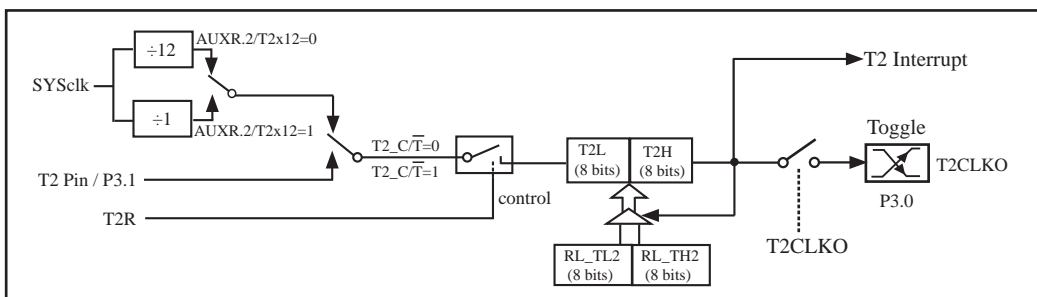 ÷12
AUXR.2/T2x12=0
SYSclk
÷1
AUXR.2/T2x12=1
T2 Pin / P3.1
T2_C/T̅=0
T2_C/T̅=1
T2R
control
T2L
(8 bits)
T2H
(8 bits)
RL_TL2
(8 bits)
RL_TH2
(8 bits)
T2 Interrupt
Toggle
T2CLKO
P3.0
T2CLKO